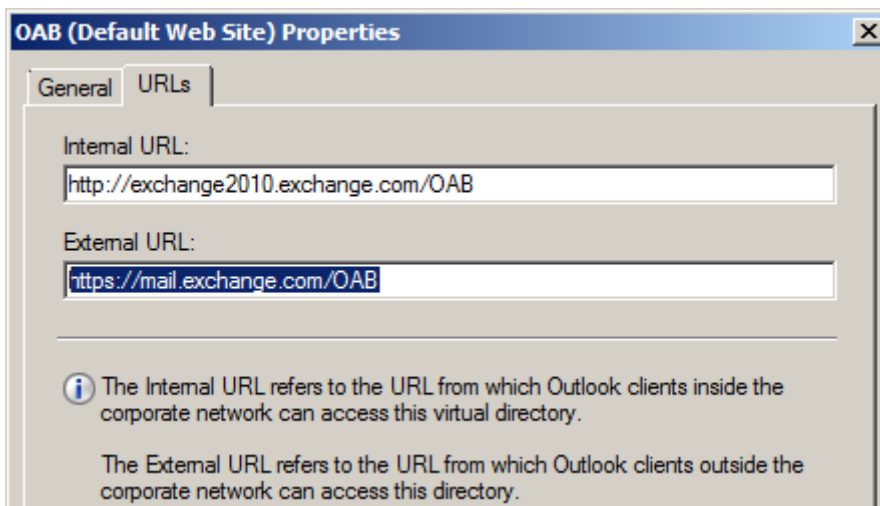 OAB (Default Web Site) Properties
General
URLs
Internal URL:
http://exchange2010.exchange.com/OAB
External URL:
https://mail.exchange.com/OAB
The Internal URL refers to the URL from which Outlook clients inside the
corporate network can access this virtual directory.
The External URL refers to the URL from which Outlook clients outside the
corporate network can access this directory.